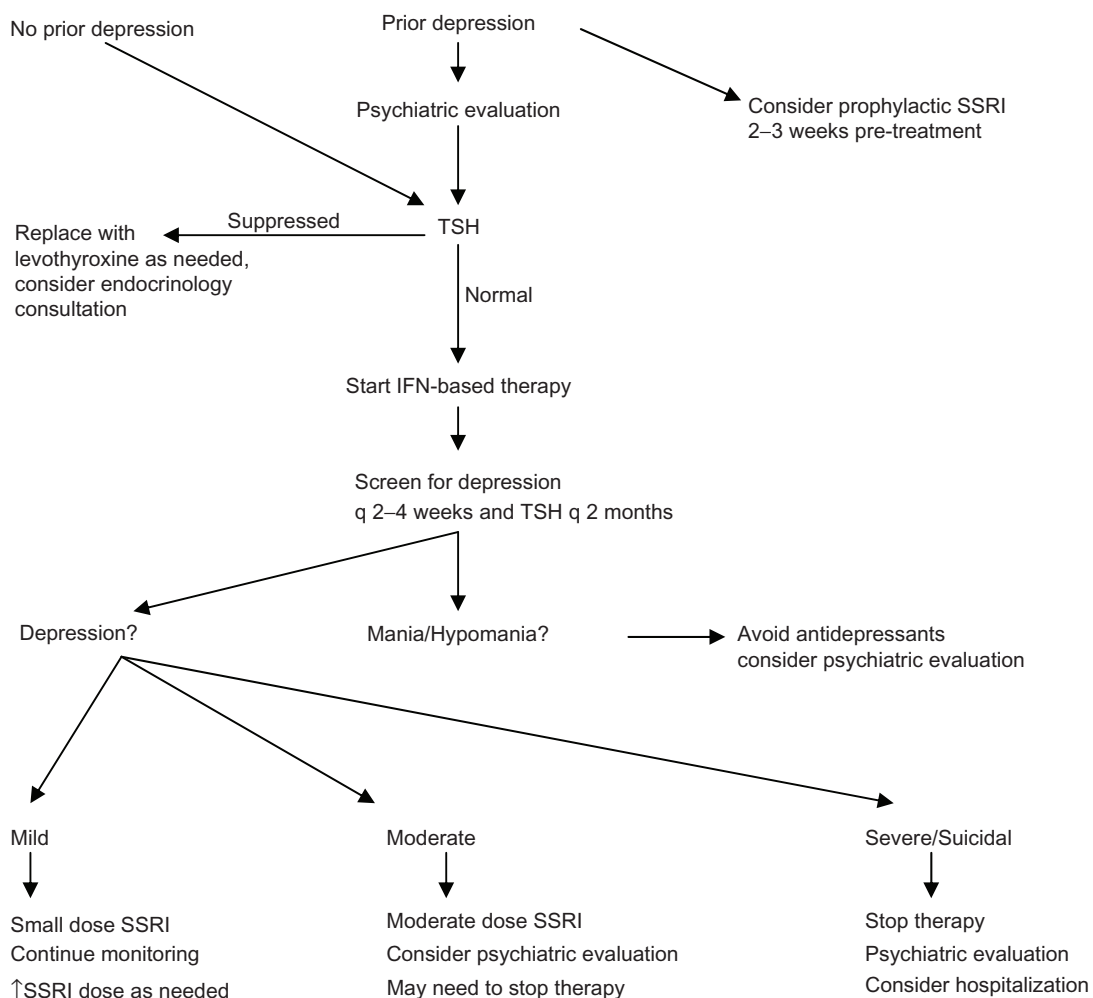 No prior depression
Prior depression
Psychiatric evaluation
Consider prophylactic SSRI
2–3 weeks pre-treatment
Suppressed
TSH
Replace with
levothyroxine as needed,
consider endocrinology
consultation
Normal
Start IFN-based therapy
Screen for depression
q 2–4 weeks and TSH q 2 months
Depression?
Mania/Hypomania?
Avoid antidepressants
consider psychiatric evaluation
Mild
Moderate
Severe/Suicidal
Small dose SSRI
Continue monitoring
↑SSRI dose as needed
Moderate dose SSRI
Consider psychiatric evaluation
May need to stop therapy
Stop therapy
Psychiatric evaluation
Consider hospitalization